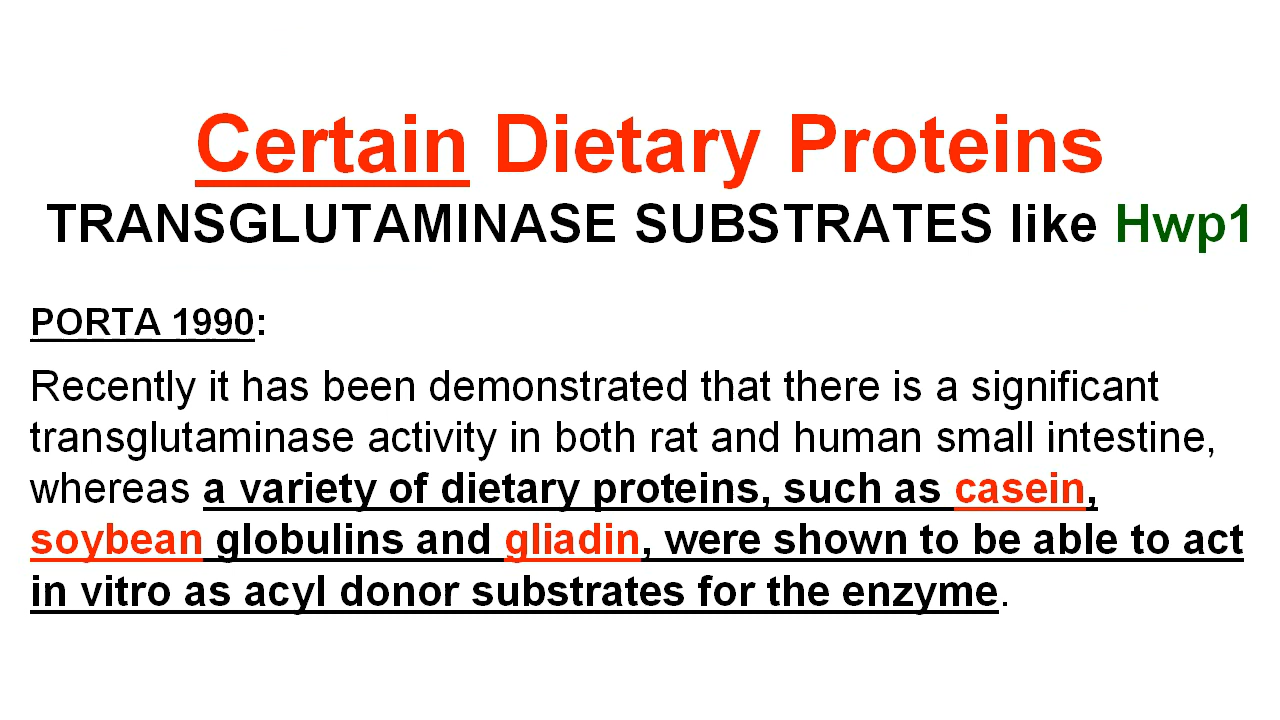 Certain Dietary Proteins
TRANSGLUTAMINASE SUBSTRATES like Hwp1
PORTA 1990:
Recently it has been demonstrated that there is a significant
transglutaminase activity in both rat and human small intestine,
whereas a variety of dietary proteins, such as casein,
soybean globulins and gliadin, were shown to be able to act
in vitro as acyl donor substrates for the enzyme.